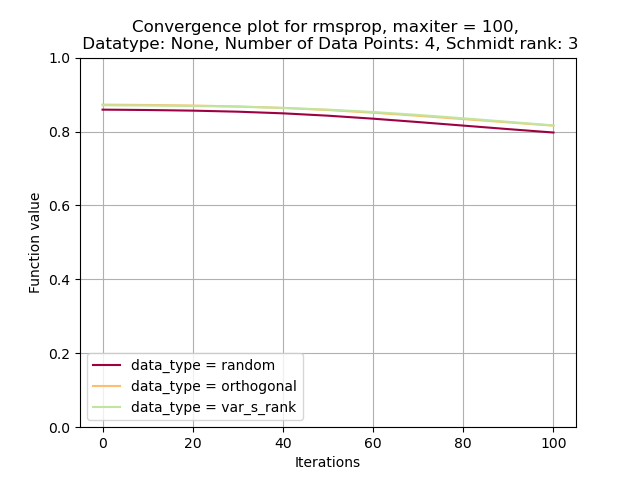 Convergence plot for rmsprop, maxiter = 100,
Datatype: None, Number of Data Points: 4, Schmidt rank: 3
1.0
0.8
0.6
0.4
0.2
0.0
Function value
data_type = random
data_type = orthogonal
data_type = var_s_rank
0 20 40 60 80 100
Iterations